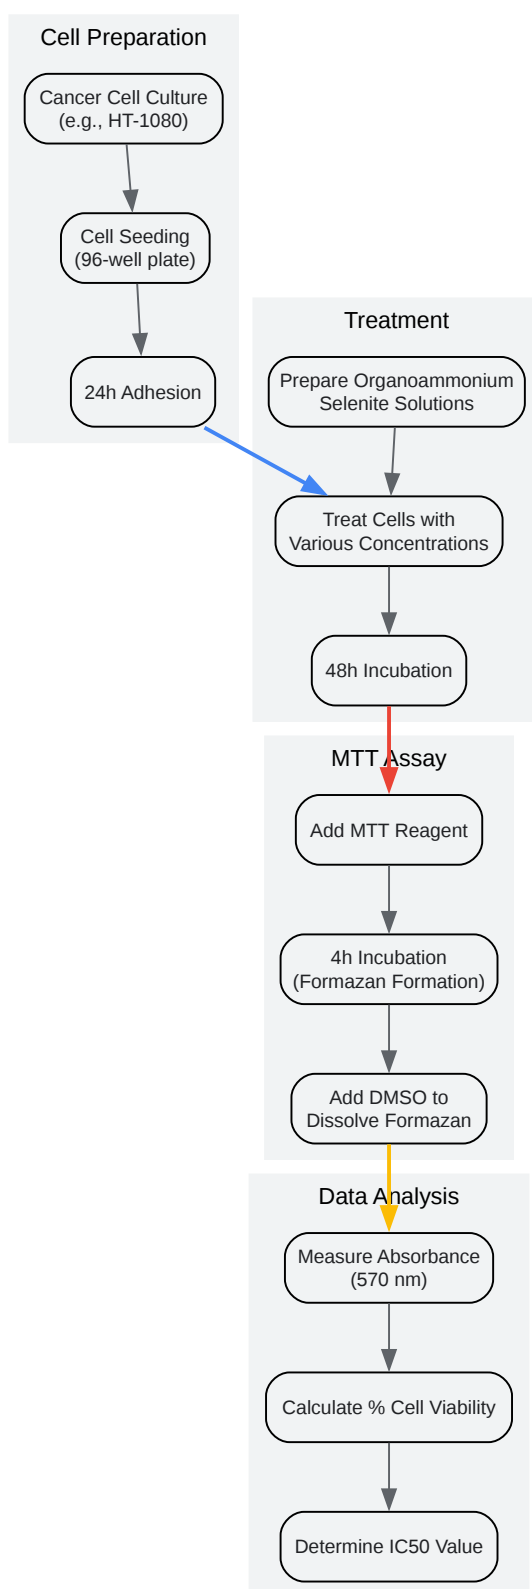 Cell Preparation
Cancer Cell Culture
(e.g., HT-1080)
Cell Seeding
(96-well plate)
24h Adhesion
Treatment
Prepare Organoammonium
Selenite Solutions
Treat Cells with
Various Concentrations
48h Incubation
MTT Assay
Add MTT Reagent
4h Incubation
(Formazan Formation)
Add DMSO to
Dissolve Formazan
Data Analysis
Measure Absorbance
(570 nm)
Calculate % Cell Viability
Determine IC50 Value